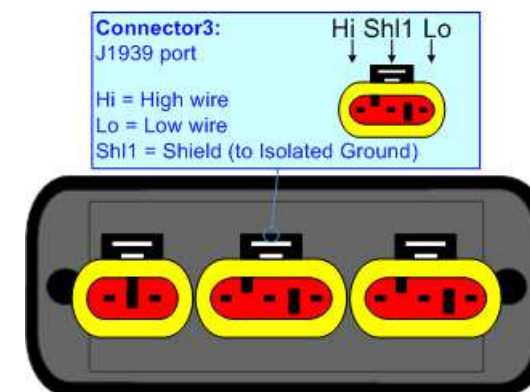 Connector3:
J1939 port
Hi = High wire
Lo = Low wire
Shl1 = Shield (to Isolated Ground)
Hi Shl1 Lo